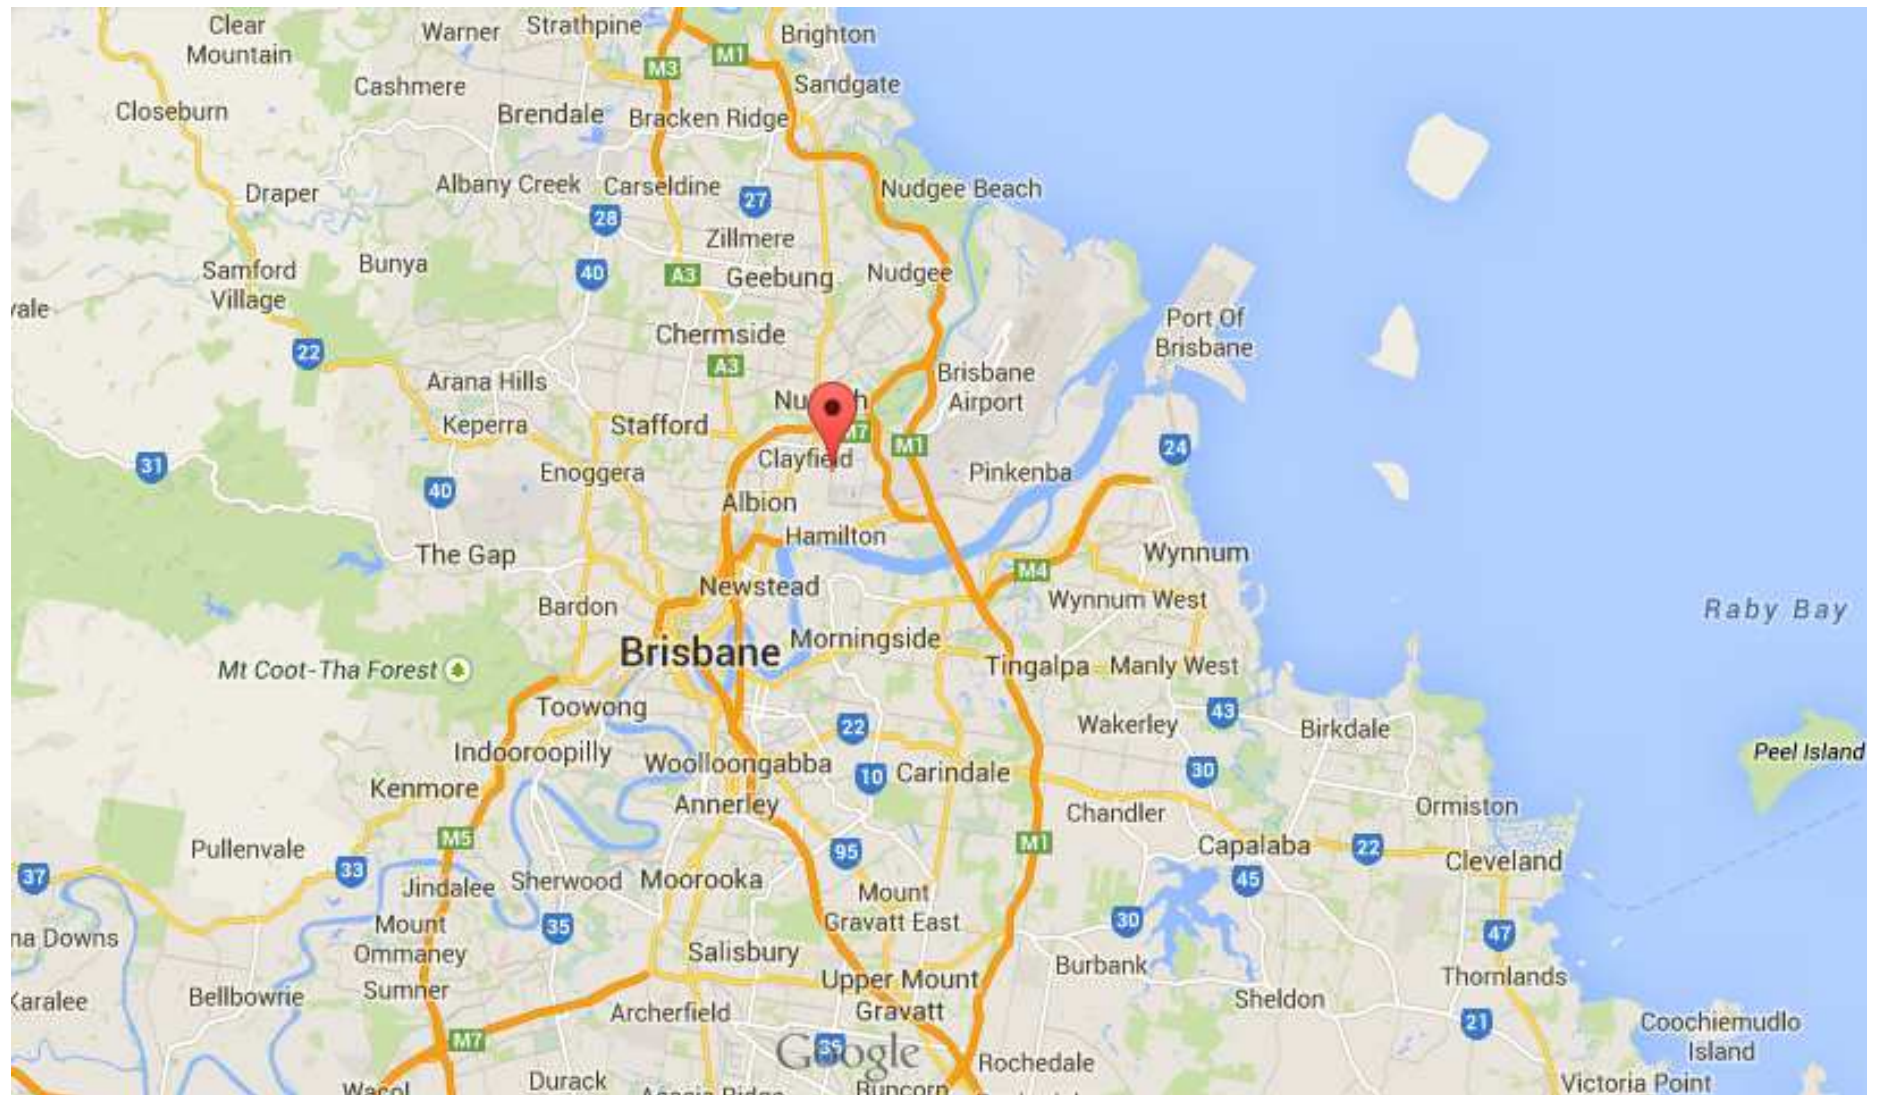 Clear
Mountain
Warner
Strathpine
Brighton
M1
M3
Sandgate
Cashmere
Closeburn
Brendale
Bracken Ridge
Draper
Albany Creek
Carseldine
27
Nudgee Beach
28
Zillmere
Samford
Village
Bunya
40
A3
Geebung
Nudgee
Port Of
Brisbane
Chermside
22
A3
Arana Hills
Brisbane
Airport
Keperra
Stafford
M7
M1
24
31
Enoggera
Clayfield
Pinkenba
40
Albion
Hamilton
The Gap
Wynnum
M4
Newstead
Bardon
Wynnum West
Raby Bay
Brisbane
Morningside
Mt Coot-Tha Forest
Tingalpa
Manly West
Toowong
43
22
Wakerley
Birkdale
Indooroopilly
Woolloongabba
10
Carindale
30
Peel Island
Kenmore
Annerley
Chandler
Ormiston
M5
M1
Pullenvale
95
Capalaba
22
Cleveland
37
33
Jindalee
Sherwood
Moorooka
45
Mount
Gravatt East
Mount
Ommaney
35
30
47
na Downs
Salisbury
Burbank
Upper Mount
Gravatt
Thornlands
Karalee
Bellbowrie
Sumner
Archerfield
Sheldon
21
Coochiemudlo
Island
M7
Google
Rochedale
Wacol
Durack
Runcorn
Victoria Point